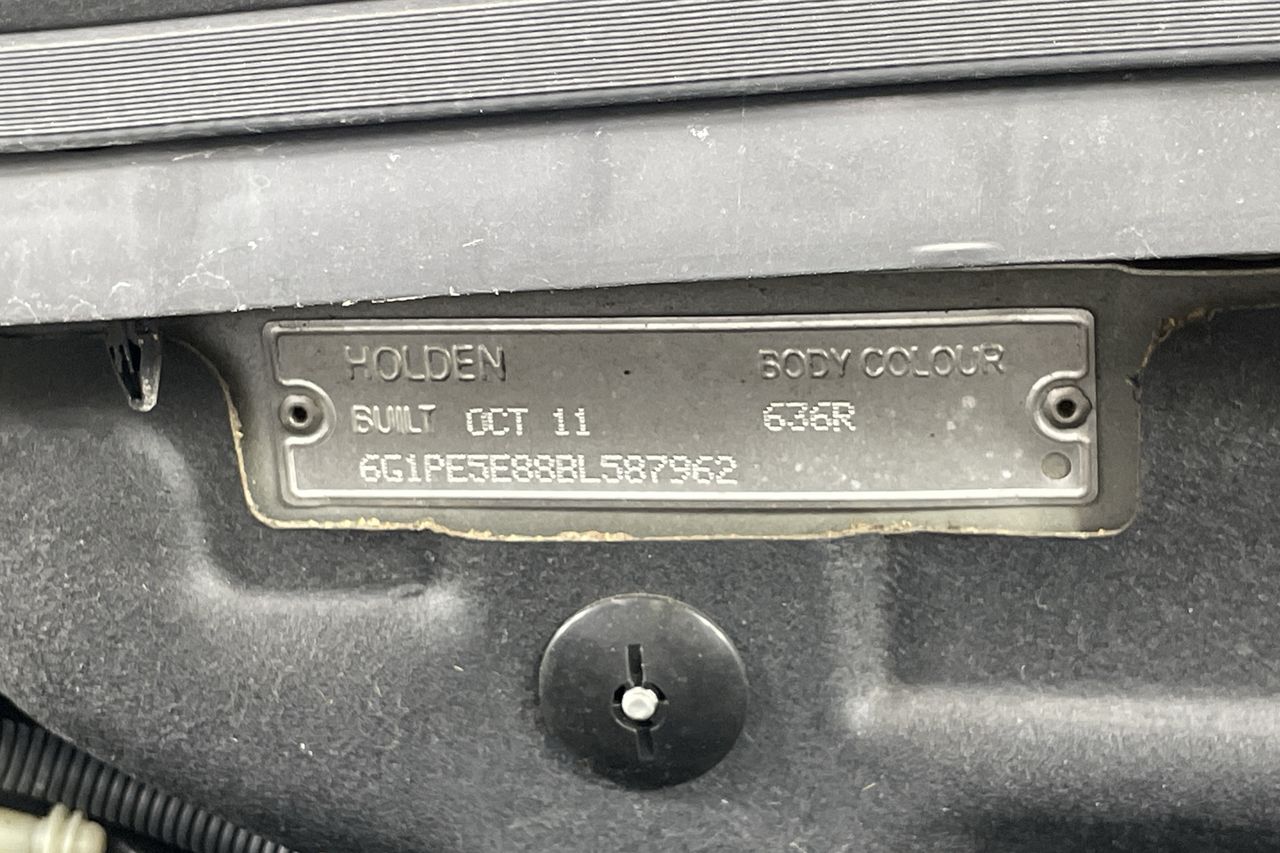 HOLDEN BODY COLOUR
BUILT OCT 11 636R
6G1PE5E88BL587962